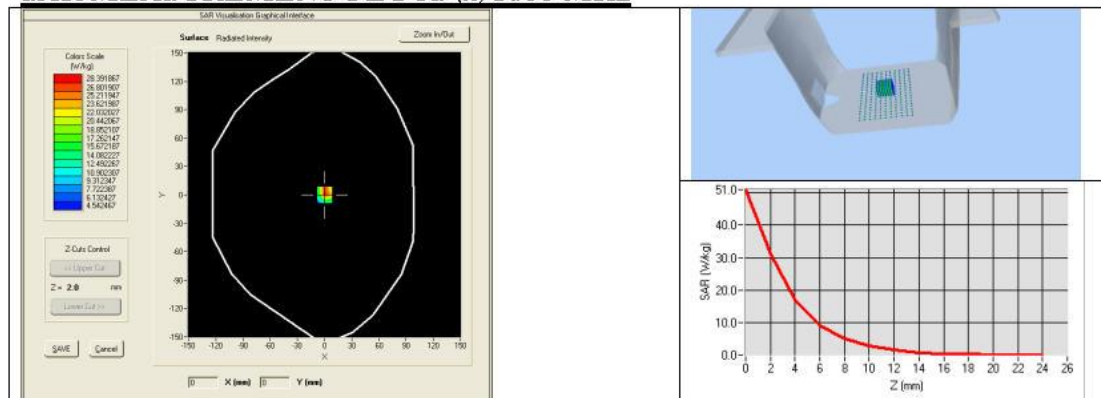 SAR Visualisation Graphical Interface
Surface Radiated Intensity
Zoom In/Out
Colors Scale
(W/kg)
28.391867
26.801907
25.211947
23.621987
22.032027
20.442067
18.852107
17.262147
15.672187
14.082227
12.492267
10.902307
9.312347
7.722387
6.132427
4.542467
Z-Cuts Control
<< Upper Cut
Z = 2.0 mm
Lower Cut >>
SAVE Cancel
150-
120-
90-
60-
30-
0-
-30-
-60-
-90-
-120-
-150-
Y
-150 -120 -90 -60 -30 0 30 60 90 120 150
X
0 X (mm) 0 Y (mm)
51.0-
40.0-
30.0-
20.0-
10.0-
0.0-
SAR (W/kg)
0 2 4 6 8 10 12 14 16 18 20 22 24 26
Z (mm)